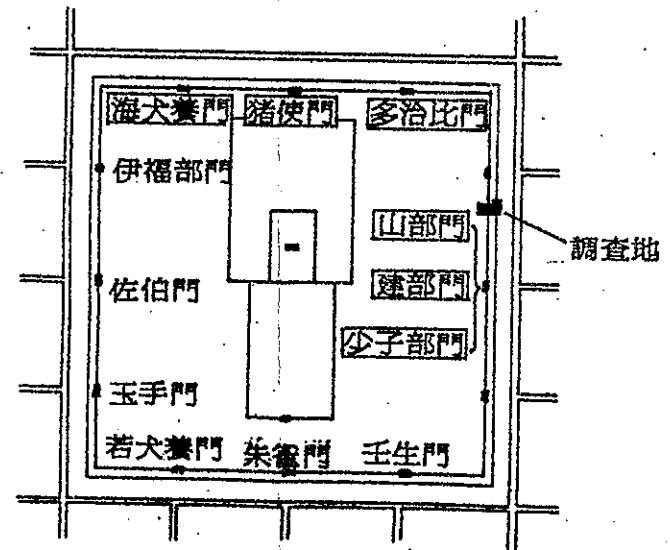 海犬養門 猪使門 多治比門
伊福部門
山部門
調査地
佐伯門
建部門
少子部門
玉手門
若犬養門 朱雀門 壬生門